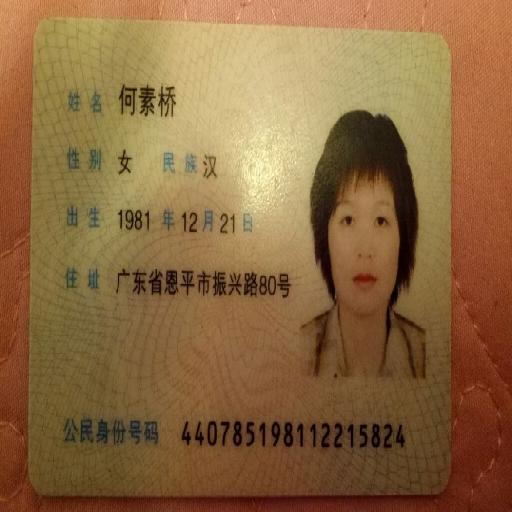 姓名 何素桥
性别 女 民族 汉
出生 1981 年 12 月 21 日
住址 广东省恩平市振兴路80号
公民身份号码 440785198112215824